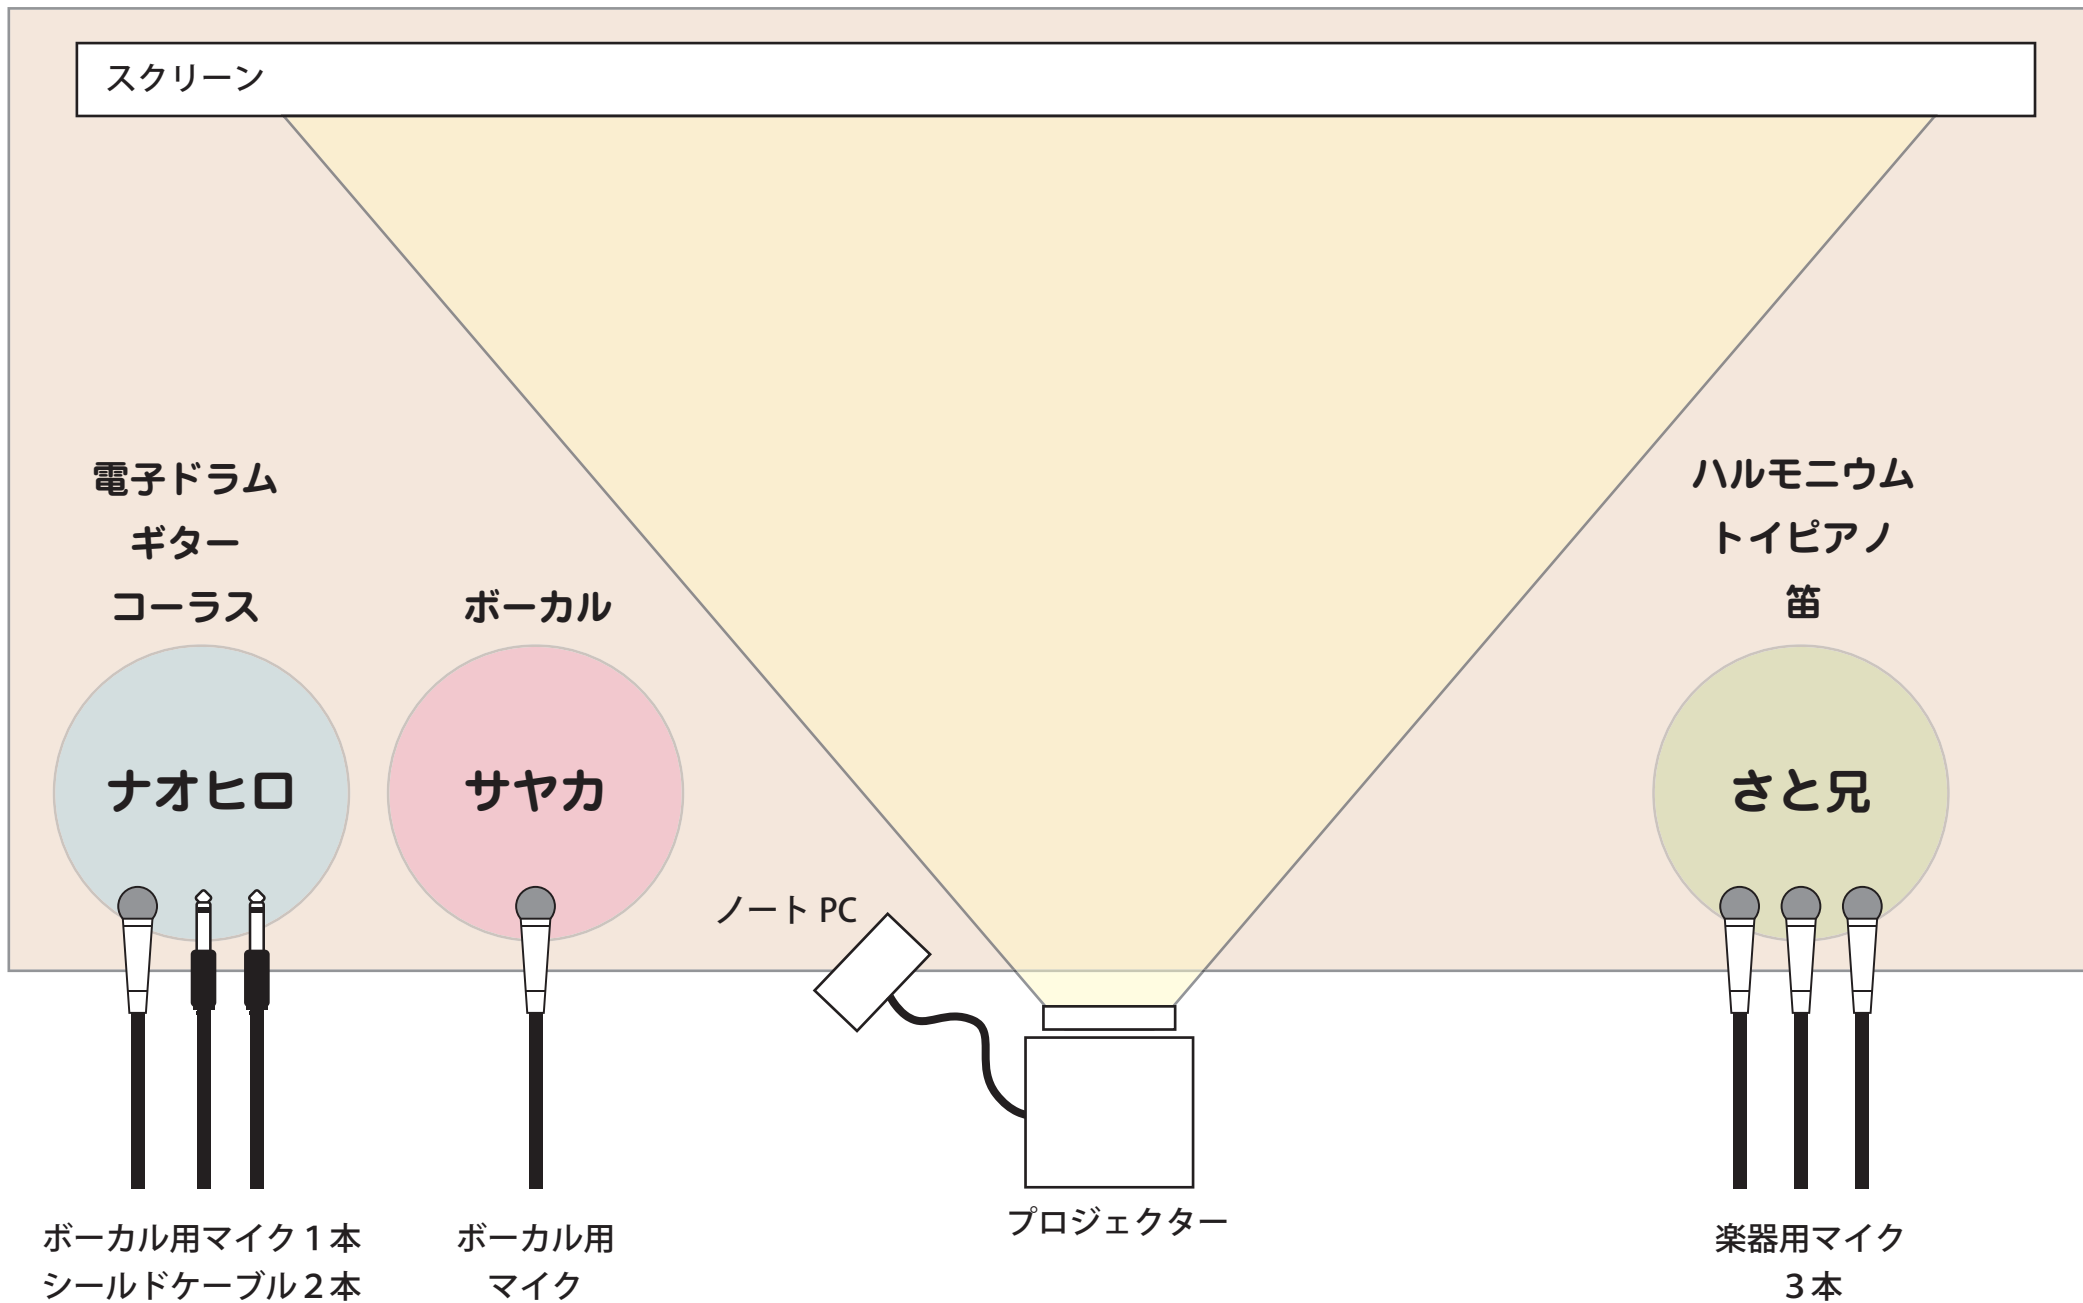 スクリーン
電子ドラム
ギター
コーラス
ボーカル
ハルモニウム
トイピアノ
笛
ナオヒロ
サヤカ
さと兄
ノート PC
プロジェクター
ボーカル用マイク 1 本
シールドケーブル 2 本
ボーカル用
マイク
楽器用マイク
3 本